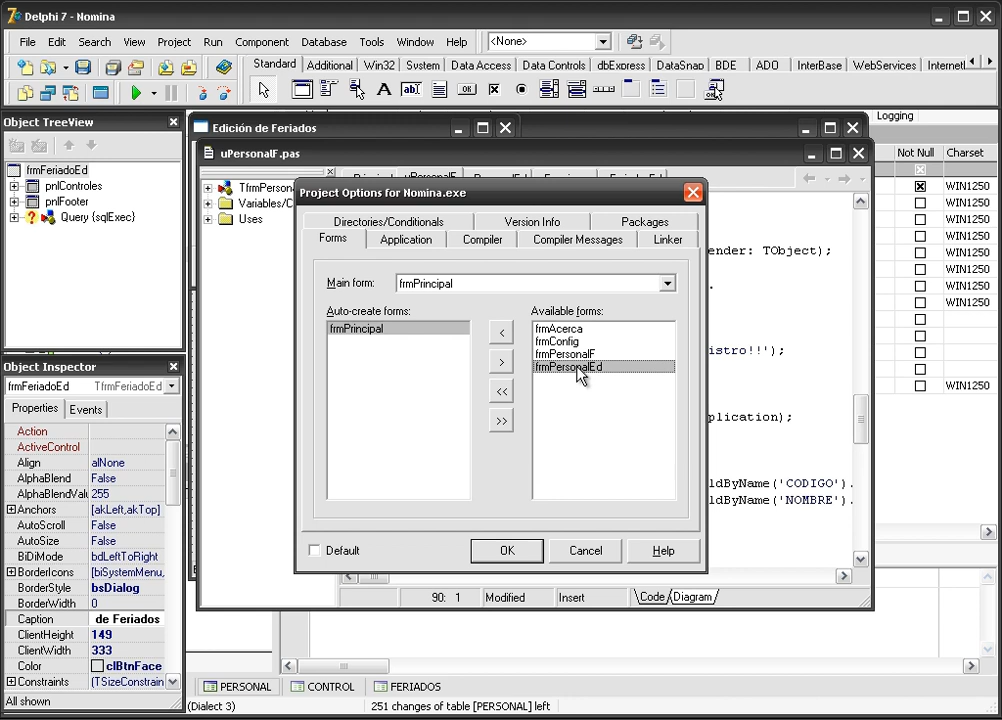 Delphi 7 - Nomina
File Edit Search View Project Run Component Database Tools Window Help
<None>
Standard Additional Win32 System Data Access Data Controls dbExpress DataSnap BDE ADO InterBase WebServices InternetE
Object TreeView
frmFeriadoEd
pnlControles
pnlFooter
Query {sqlExec}
Edición de Feriados
uPersonalF.pas
Logging
Not Null Charset
WIN1250
WIN1250
WIN1250
WIN1250
WIN1250
WIN1250
WIN1250
WIN1250
WIN1250
TfrmPersona
Variables/C
Uses
ender: TObject);
istro!!');
plication);
ldByName('CODIGO').
ldByName('NOMBRE').
Project Options for Nomina.exe
Directories/Conditionals Version Info Packages
Forms Application Compiler Compiler Messages Linker
Main form: frmPrincipal
Auto-create forms: Available forms:
frmPrincipal
frmAcerca
frmConfig
frmPersonalF
frmPersonalEd
<
>
<<
>>
Default OK Cancel Help
90: 1 Modified Insert Code Diagram
Object Inspector
frmFeriadoEd TfrmFeriadoEd
Properties Events
Action
ActiveControl
Align alNone
AlphaBlend False
AlphaBlendValu 255
Anchors [akLeft,akTop]
AutoScroll False
AutoSize False
BiDiMode bdLeftToRight
BorderIcons [biSystemMenu,
BorderStyle bsDialog
BorderWidth 0
Caption de Feriados
ClientHeight 149
ClientWidth 333
Color clBtnFace
Constraints (TSizeConstrain
All shown
PERSONAL CONTROL FERIADOS
(Dialect 3) 251 changes of table [PERSONAL] left